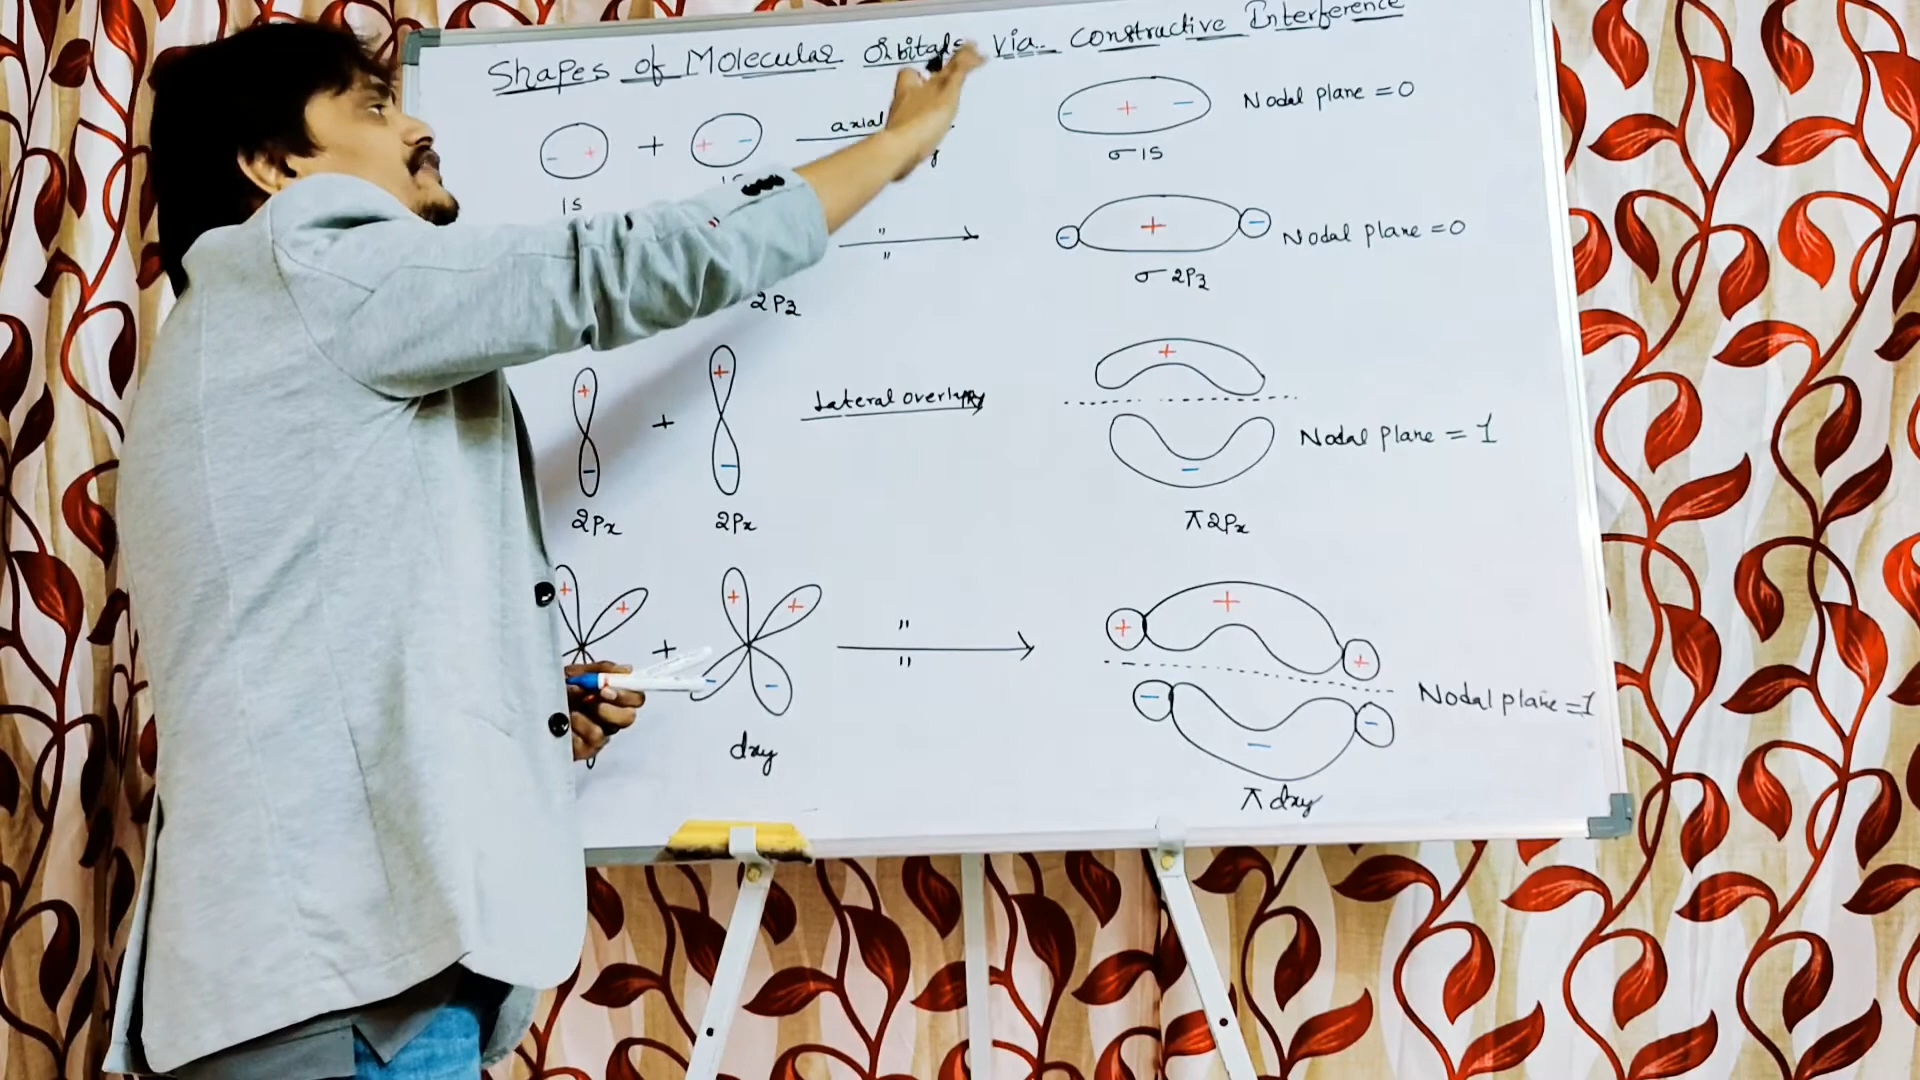 Shapes of Molecular Orbitals via Constructive Interference
- + + + - axial - + - Nodal plane = 0
1s σ 1s
" - + - Nodal plane = 0
" σ 2pz
2pz
+ + + Lateral overlap +
- - - Nodal plane = 1
2px 2px π 2px
+ + + + + " + + +
- - " - - - Nodal plane = 1
dxy π dxy